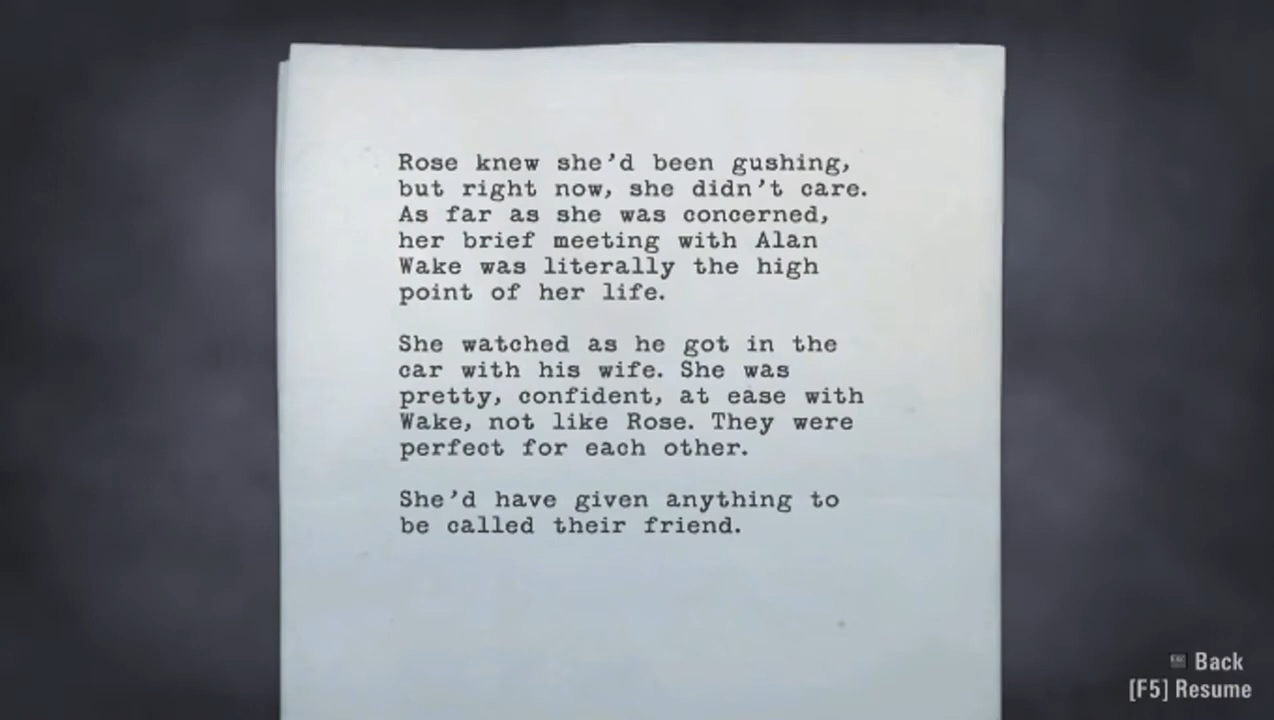 Rose knew she'd been gushing,
but right now, she didn't care.
As far as she was concerned,
her brief meeting with Alan
Wake was literally the high
point of her life.
She watched as he got in the
car with his wife. She was
pretty, confident, at ease with
Wake, not like Rose. They were
perfect for each other.
She'd have given anything to
be called their friend.
Back
[F5] Resume